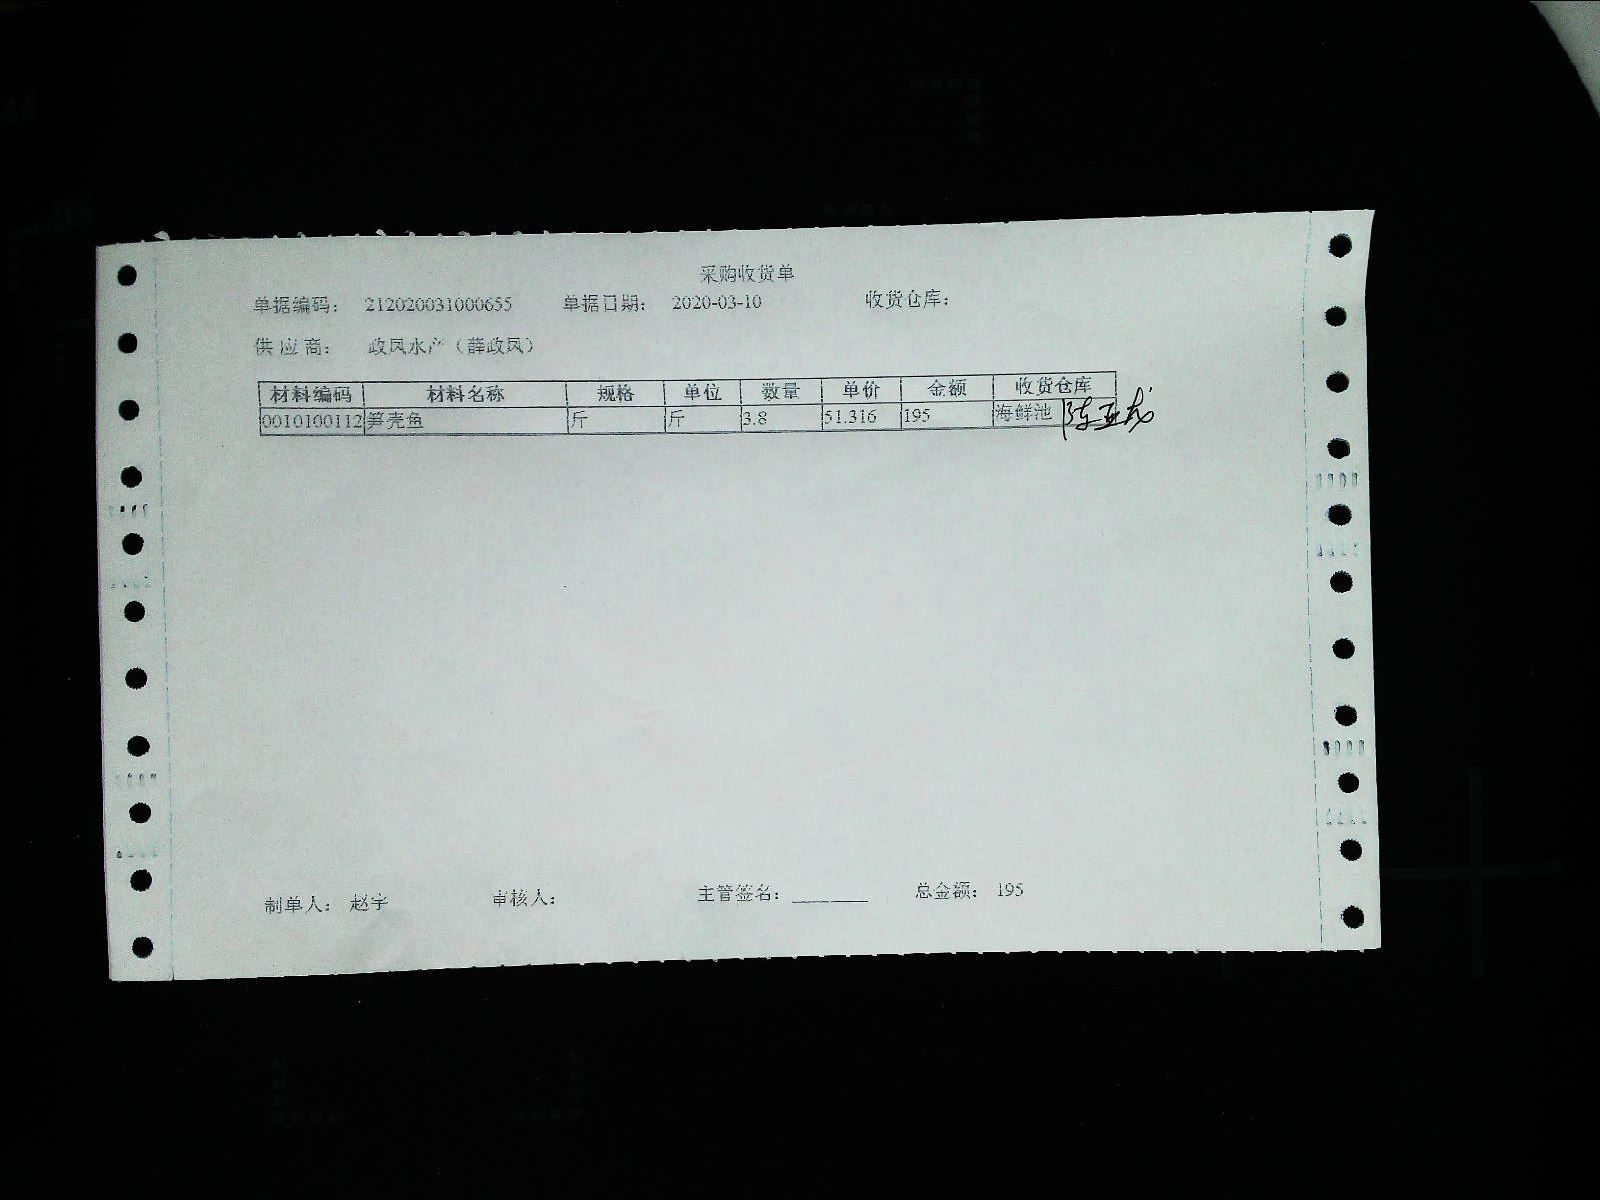 采购收货单
单据编码： 212020031000655 单据日期： 2020-03-10 收货仓库：
供应商： 政风水产（薛政风）
材料编码 材料名称 规格 单位 数量 单价 金额 收货仓库
0010100112 笋壳鱼 斤 斤 3.8 51.316 195 海鲜池
制单人： 赵宇 审核人： 主管签名：______ 总金额： 195